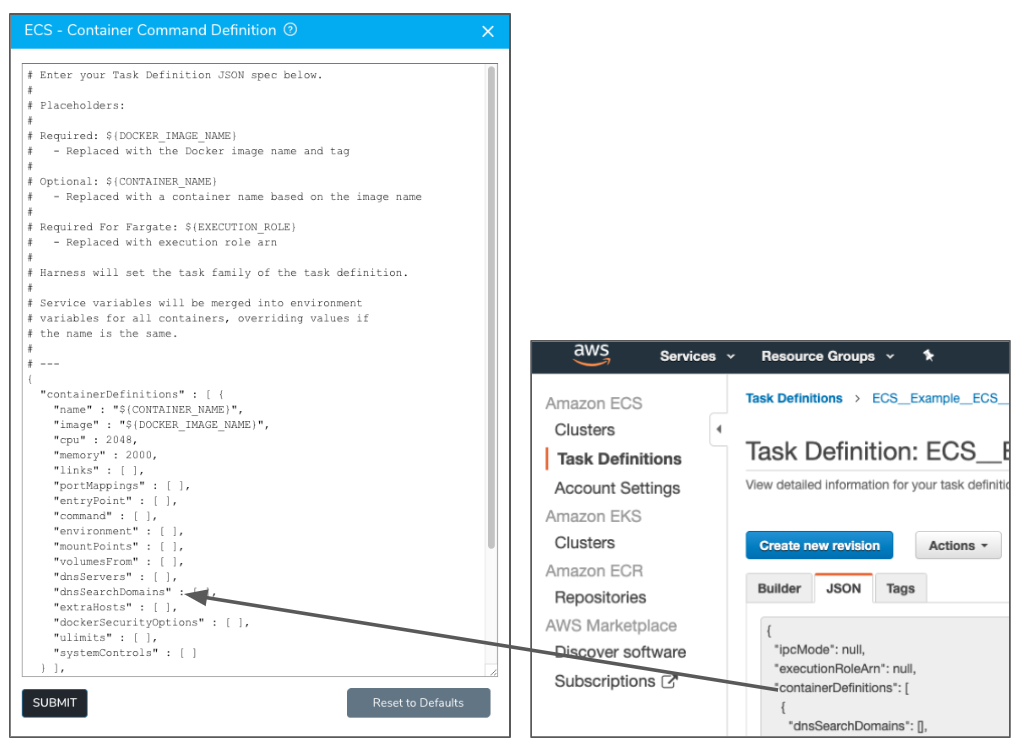 ECS - Container Command Definition ?
# Enter your Task Definition JSON spec below.
#
# Placeholders:
#
# Required: ${DOCKER_IMAGE_NAME}
#   - Replaced with the Docker image name and tag
#
# Optional: ${CONTAINER_NAME}
#   - Replaced with a container name based on the image name
#
# Required For Fargate: ${EXECUTION_ROLE}
#   - Replaced with execution role arn
#
# Harness will set the task family of the task definition.
#
# Service variables will be merged into environment
# variables for all containers, overriding values if
# the name is the same.
#
# ---
{
  "containerDefinitions" : [ {
    "name" : "${CONTAINER_NAME}",
    "image" : "${DOCKER_IMAGE_NAME}",
    "cpu" : 2048,
    "memory" : 2000,
    "links" : [ ],
    "portMappings" : [ ],
    "entryPoint" : [ ],
    "command" : [ ],
    "environment" : [ ],
    "mountPoints" : [ ],
    "volumesFrom" : [ ],
    "dnsServers" : [ ],
    "dnsSearchDomains" : [ ],
    "extraHosts" : [ ],
    "dockerSecurityOptions" : [ ],
    "ulimits" : [ ],
    "systemControls" : [ ]
  } ],
SUBMIT
Reset to Defaults
aws
Services
Resource Groups
Amazon ECS
Clusters
Task Definitions
Account Settings
Amazon EKS
Clusters
Amazon ECR
Repositories
AWS Marketplace
Discover software
Subscriptions
Task Definitions > ECS__Example__ECS_
Task Definition: ECS__E
View detailed information for your task definitio
Create new revision
Actions
Builder
JSON
Tags
{
"ipcMode": null,
"executionRoleArn": null,
"containerDefinitions": [
{
"dnsSearchDomains": [],